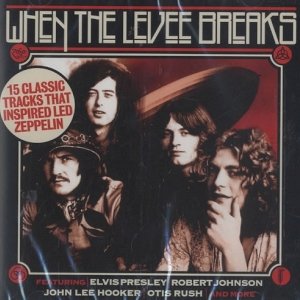 WHEN THE LEVEE BREAKS
15 CLASSIC
TRACKS THAT
INSPIRED LED
ZEPPELIN
FEATURING ELVIS PRESLEY ROBERT JOHNSON
JOHN LEE HOOKER OTIS RUSH AND MORE